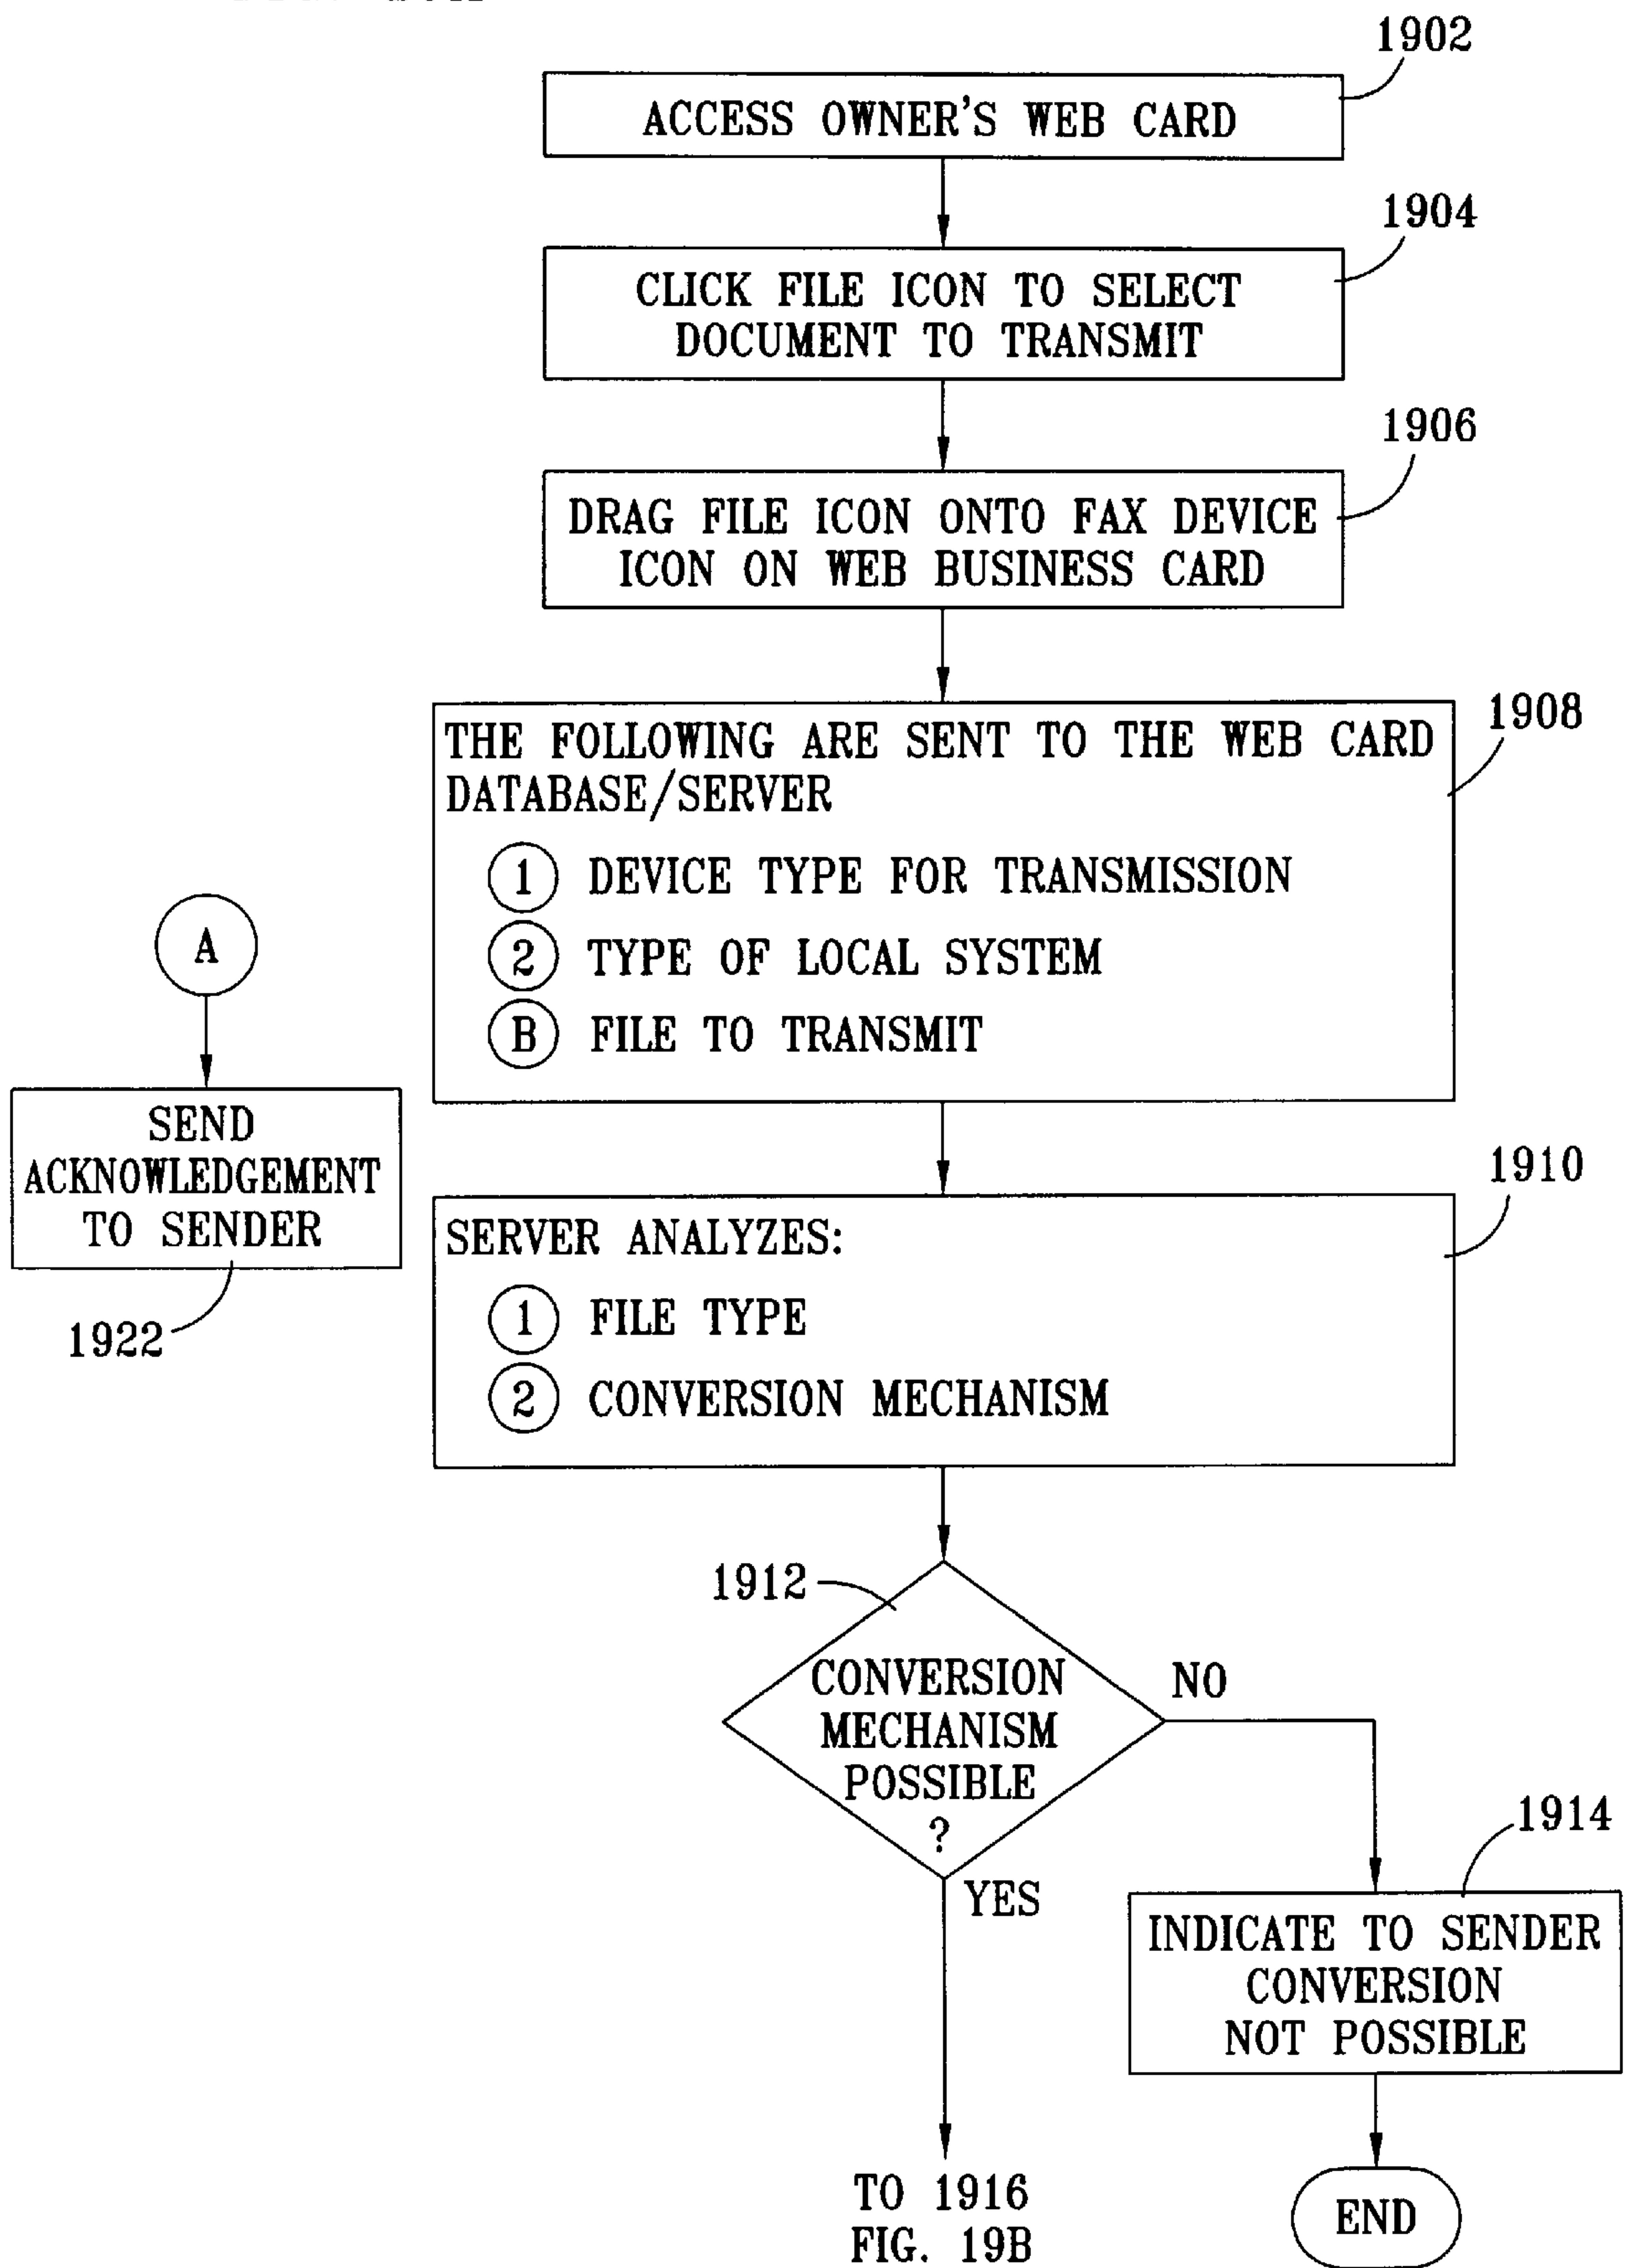 1902
ACCESS OWNER'S WEB CARD
1904
CLICK FILE ICON TO SELECT
DOCUMENT TO TRANSMIT
1906
DRAG FILE ICON ONTO FAX DEVICE
ICON ON WEB BUSINESS CARD
1908
THE FOLLOWING ARE SENT TO THE WEB CARD
DATABASE/SERVER
1 DEVICE TYPE FOR TRANSMISSION
2 TYPE OF LOCAL SYSTEM
B FILE TO TRANSMIT
A
SEND
ACKNOWLEDGEMENT
TO SENDER
1922
1910
SERVER ANALYZES:
1 FILE TYPE
2 CONVERSION MECHANISM
1912
CONVERSION
MECHANISM
POSSIBLE
?
NO
YES
1914
INDICATE TO SENDER
CONVERSION
NOT POSSIBLE
TO 1916
FIG. 19B
END